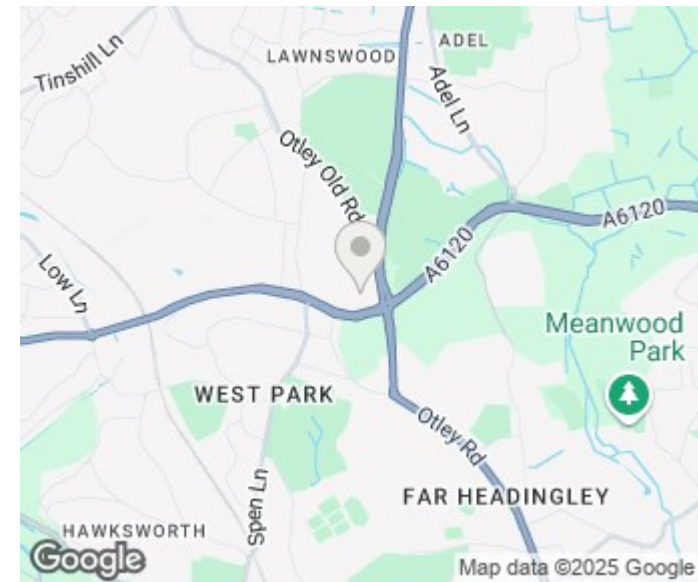 Tinshill Ln
LAWNSWOOD
ADEL
Adel Ln
Otley Old Rd
A6120
A6120
Low Ln
Meanwood
Park
WEST PARK
Otley Rd
Spen Ln
FAR HEADINGLEY
HAWKSWORTH
Google
Map data ©2025 Google